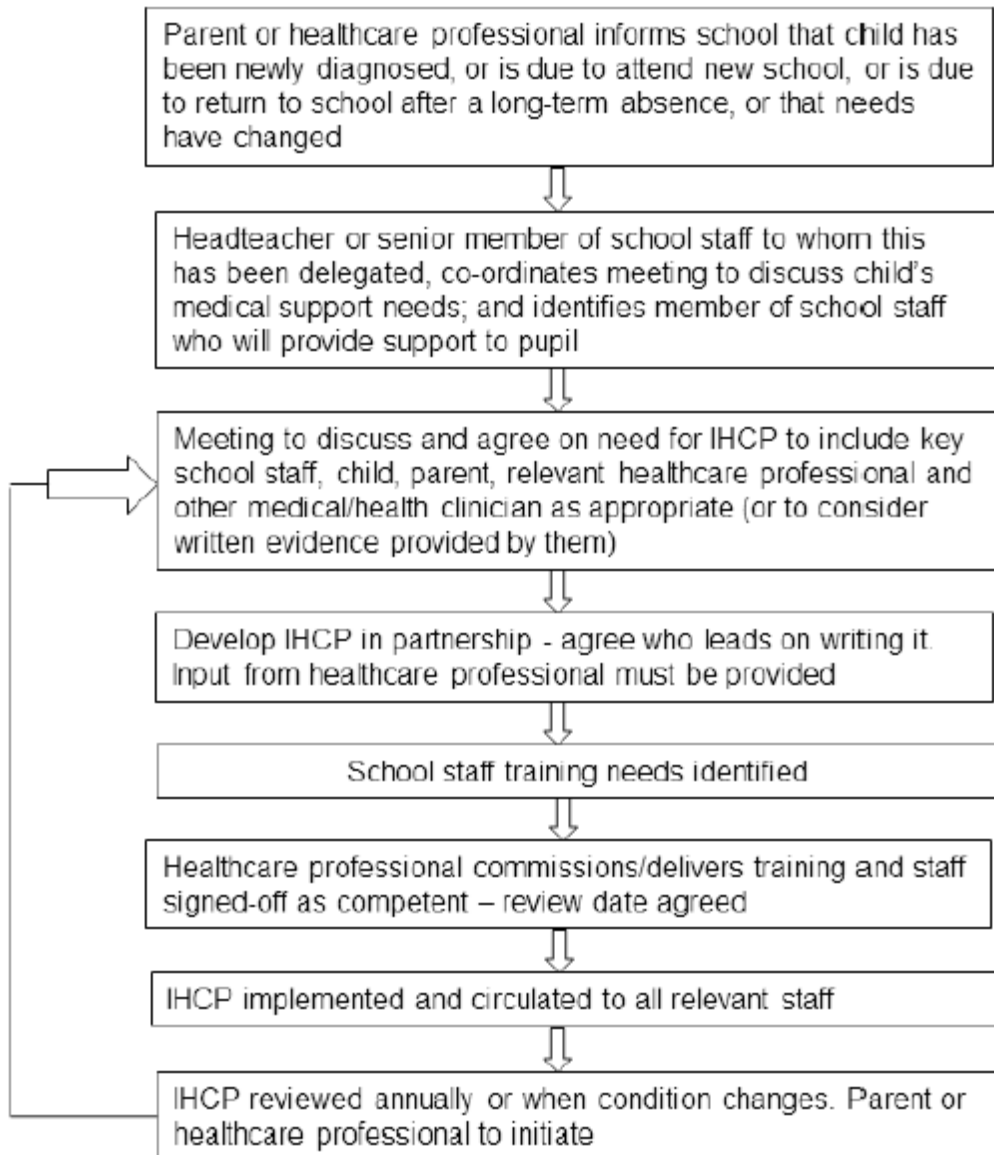 Parent or healthcare professional informs school that child has
been newly diagnosed, or is due to attend new school, or is due
to return to school after a long-term absence, or that needs
have changed
Headteacher or senior member of school staff to whom this
has been delegated, co-ordinates meeting to discuss child's
medical support needs; and identifies member of school staff
who will provide support to pupil
Meeting to discuss and agree on need for IHCP to include key
school staff, child, parent, relevant healthcare professional and
other medical/health clinician as appropriate (or to consider
written evidence provided by them)
Develop IHCP in partnership - agree who leads on writing it.
Input from healthcare professional must be provided
School staff training needs identified
Healthcare professional commissions/delivers training and staff
signed-off as competent – review date agreed
IHCP implemented and circulated to all relevant staff
IHCP reviewed annually or when condition changes. Parent or
healthcare professional to initiate